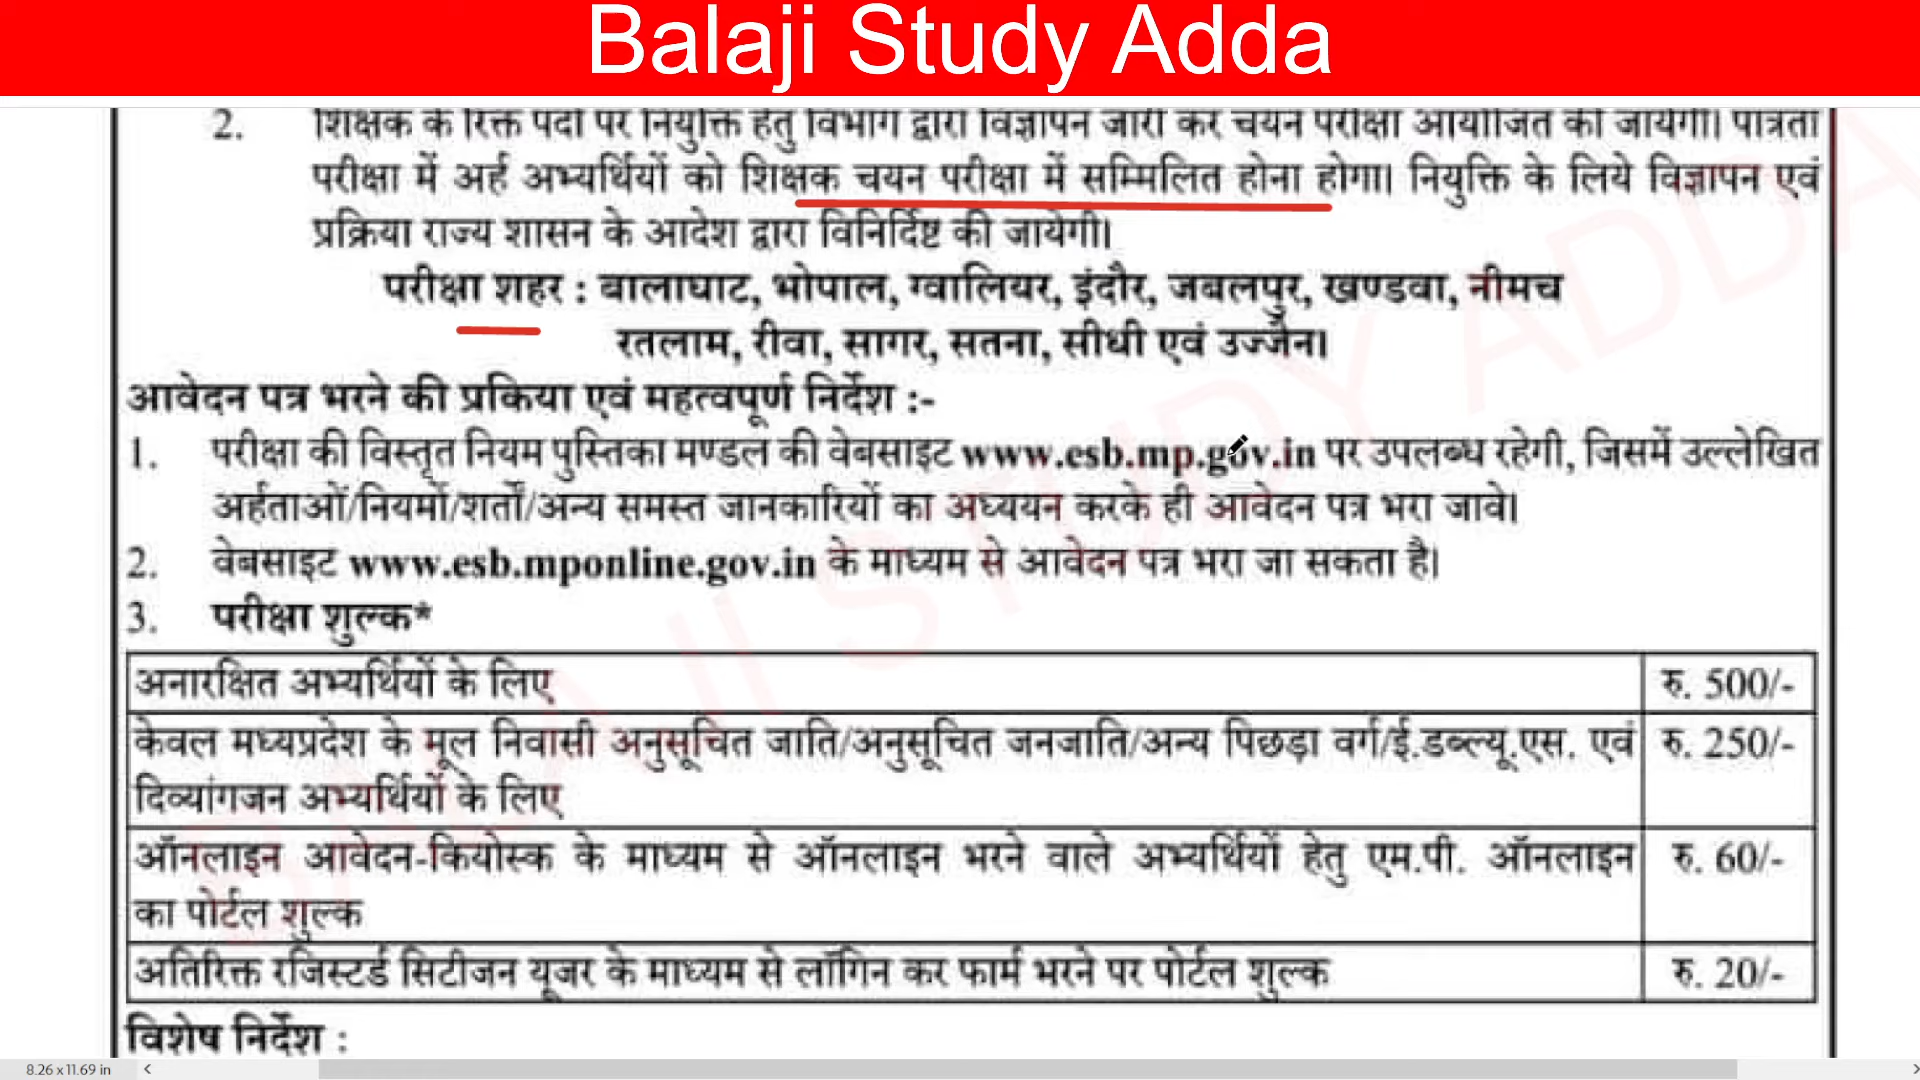 Balaji Study Adda
2. शिक्षक के रिक्त पदों पर नियुक्ति हेतु विभाग द्वारा विज्ञापन जारी कर चयन परीक्षा आयोजित की जायेगी। पात्रता
परीक्षा में अर्ह अभ्यर्थियों को शिक्षक चयन परीक्षा में सम्मिलित होना होगा। नियुक्ति के लिये विज्ञापन एवं
प्रक्रिया राज्य शासन के आदेश द्वारा विनिर्दिष्ट की जायेगी।
परीक्षा शहर : बालाघाट, भोपाल, ग्वालियर, इंदौर, जबलपुर, खण्डवा, नीमच
रतलाम, रीवा, सागर, सतना, सीधी एवं उज्जैन।
आवेदन पत्र भरने की प्रकिया एवं महत्वपूर्ण निर्देश :-
1. परीक्षा की विस्तृत नियम पुस्तिका मण्डल की वेबसाइट www.esb.mp.gov.in पर उपलब्ध रहेगी, जिसमें उल्लेखित
अर्हताओं/नियमों/शर्तों/अन्य समस्त जानकारियों का अध्ययन करके ही आवेदन पत्र भरा जावे।
2. वेबसाइट www.esb.mponline.gov.in के माध्यम से आवेदन पत्र भरा जा सकता है।
3. परीक्षा शुल्क*
अनारक्षित अभ्यर्थियों के लिए रु. 500/-
केवल मध्यप्रदेश के मूल निवासी अनुसूचित जाति/अनुसूचित जनजाति/अन्य पिछड़ा वर्ग/ई.डब्ल्यू.एस. एवं रु. 250/-
दिव्यांगजन अभ्यर्थियों के लिए
ऑनलाइन आवेदन-कियोस्क के माध्यम से ऑनलाइन भरने वाले अभ्यर्थियों हेतु एम.पी. ऑनलाइन रु. 60/-
का पोर्टल शुल्क
अतिरिक्त रजिस्टर्ड सिटीजन यूजर के माध्यम से लॉगिन कर फार्म भरने पर पोर्टल शुल्क रु. 20/-
विशेष निर्देश :
BALAJI STUDY ADDA
8.26 x 11.69 in